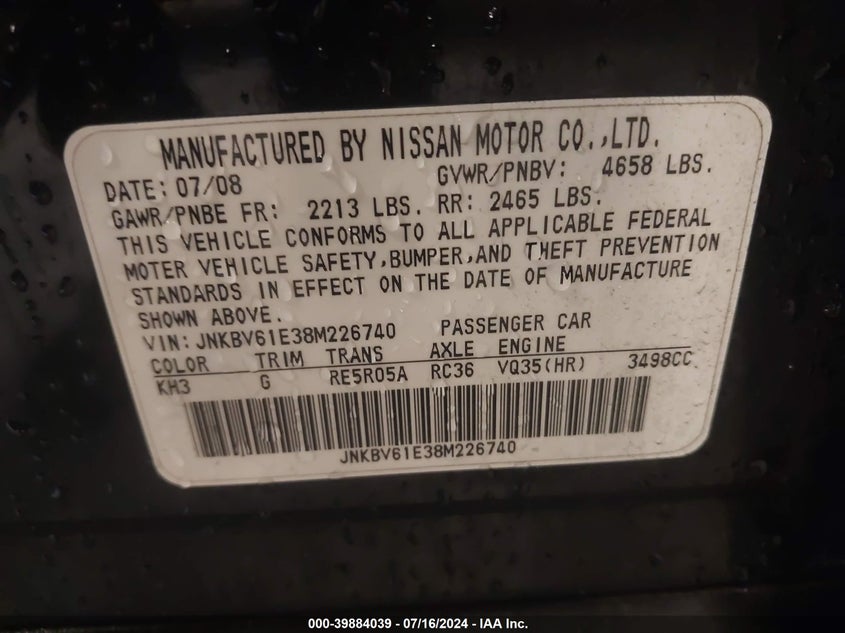 MANUFACTURED BY NISSAN MOTOR CO.,LTD.
DATE: 07/08 GVWR/PNBV: 4658 LBS.
GAWR/PNBE FR: 2213 LBS. RR: 2465 LBS.
THIS VEHICLE CONFORMS TO ALL APPLICABLE FEDERAL
MOTER VEHICLE SAFETY,BUMPER,AND THEFT PREVENTION
STANDARDS IN EFFECT ON THE DATE OF MANUFACTURE
SHOWN ABOVE.
VIN: JNKBV61E38M226740 PASSENGER CAR
COLOR TRIM TRANS AXLE ENGINE
KH3 G RE5R05A RC36 VQ35(HR) 3498CC
JNKBV61E38M226740
000-39884039 - 07/16/2024 - IAA Inc.